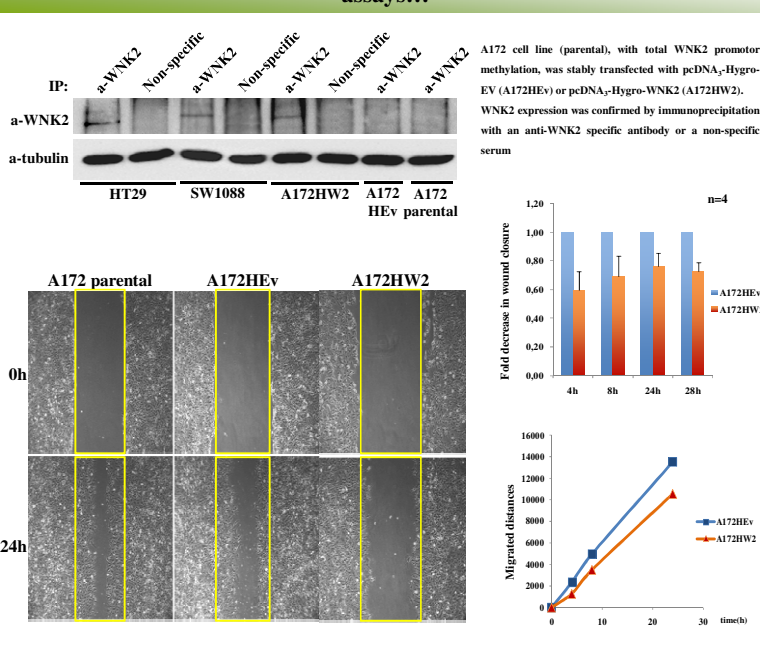 assays...
a-WNK2
Non-specific
a-WNK2
Non-specific
a-WNK2
Non-specific
a-WNK2
a-WNK2
IP:
a-WNK2
a-tubulin
HT29
SW1088
A172HW2
A172
HEv
A172
parental
A172 cell line (parental), with total WNK2 promotor
methylation, was stably transfected with pcDNA3-Hygro-
EV (A172HEv) or pcDNA3-Hygro-WNK2 (A172HW2).
WNK2 expression was confirmed by immunoprecipitation
with an anti-WNK2 specific antibody or a non-specific
serum
A172 parental
A172HEv
A172HW2
0h
24h
n=4
Fold decrease in wound closure
1,20
1,00
0,80
0,60
0,40
0,20
0,00
4h
8h
24h
28h
A172HEv
A172HW
Migrated distances
16000
14000
12000
10000
8000
6000
4000
2000
0
0
10
20
30
time(h)
A172HEv
A172HW2